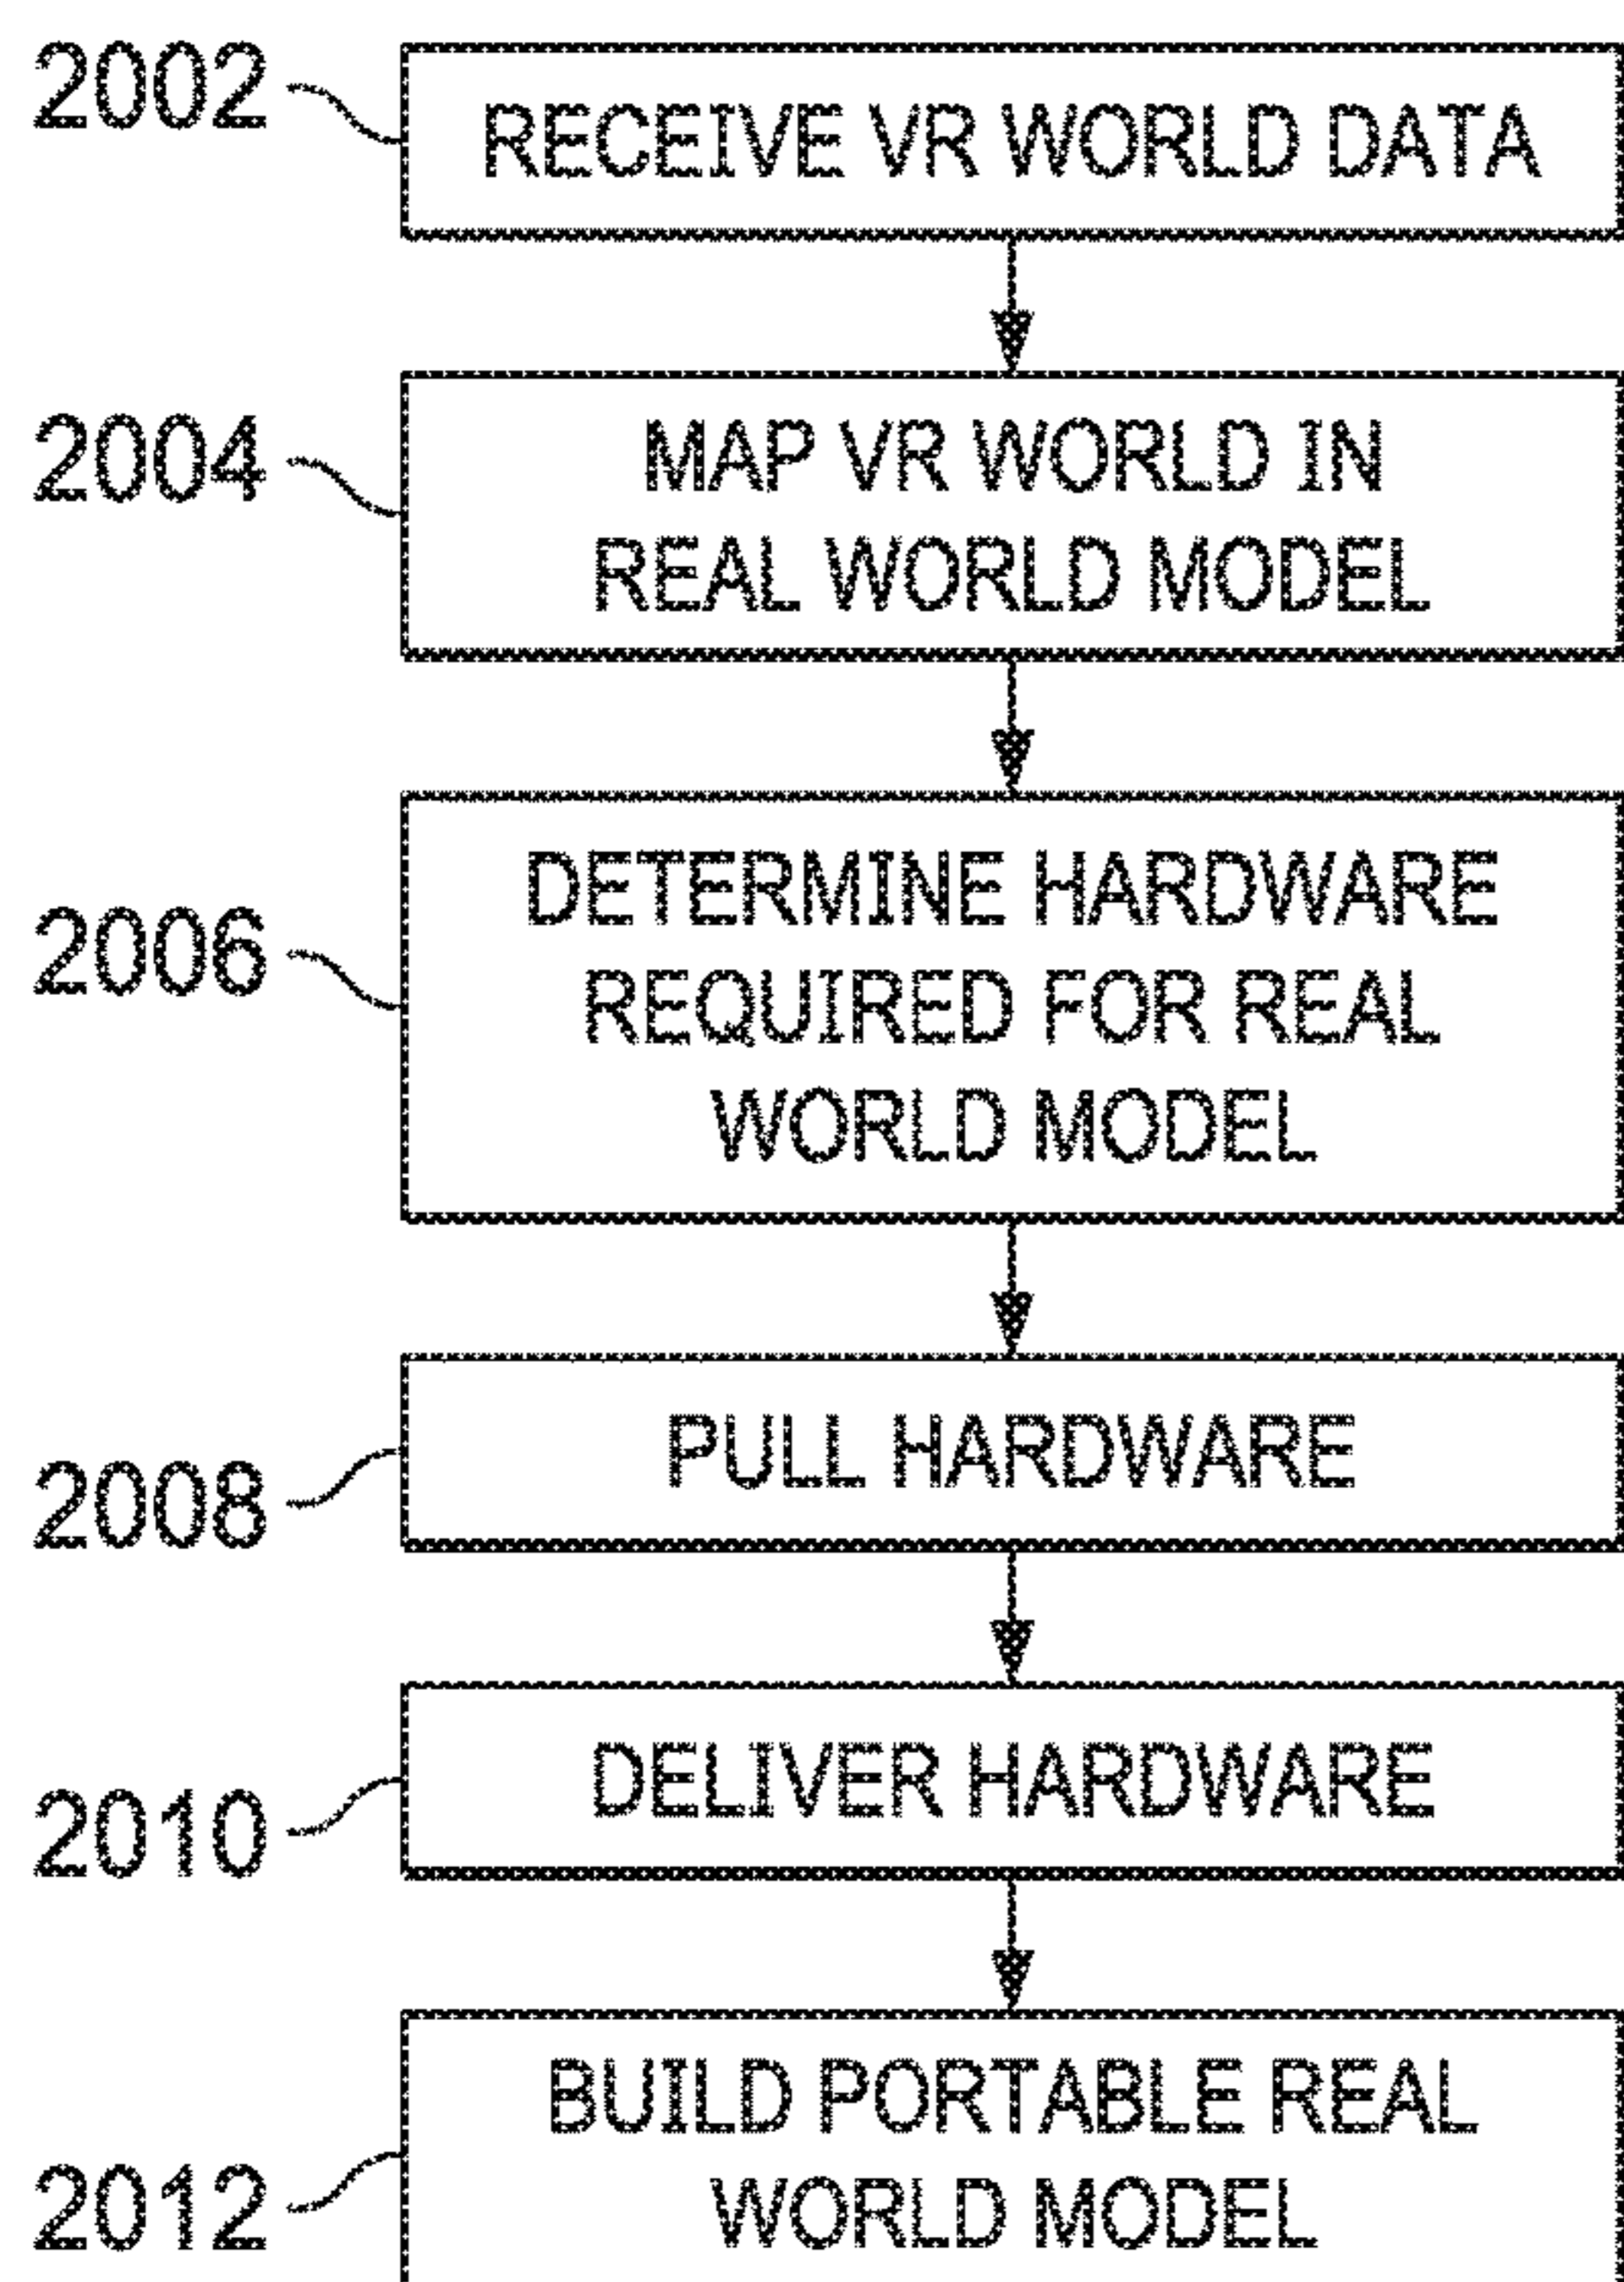 2002
RECEIVE VR WORLD DATA
2004
MAP VR WORLD IN
REAL WORLD MODEL
2006
DETERMINE HARDWARE
REQUIRED FOR REAL
WORLD MODEL
2008
PULL HARDWARE
2010
DELIVER HARDWARE
2012
BUILD PORTABLE REAL
WORLD MODEL